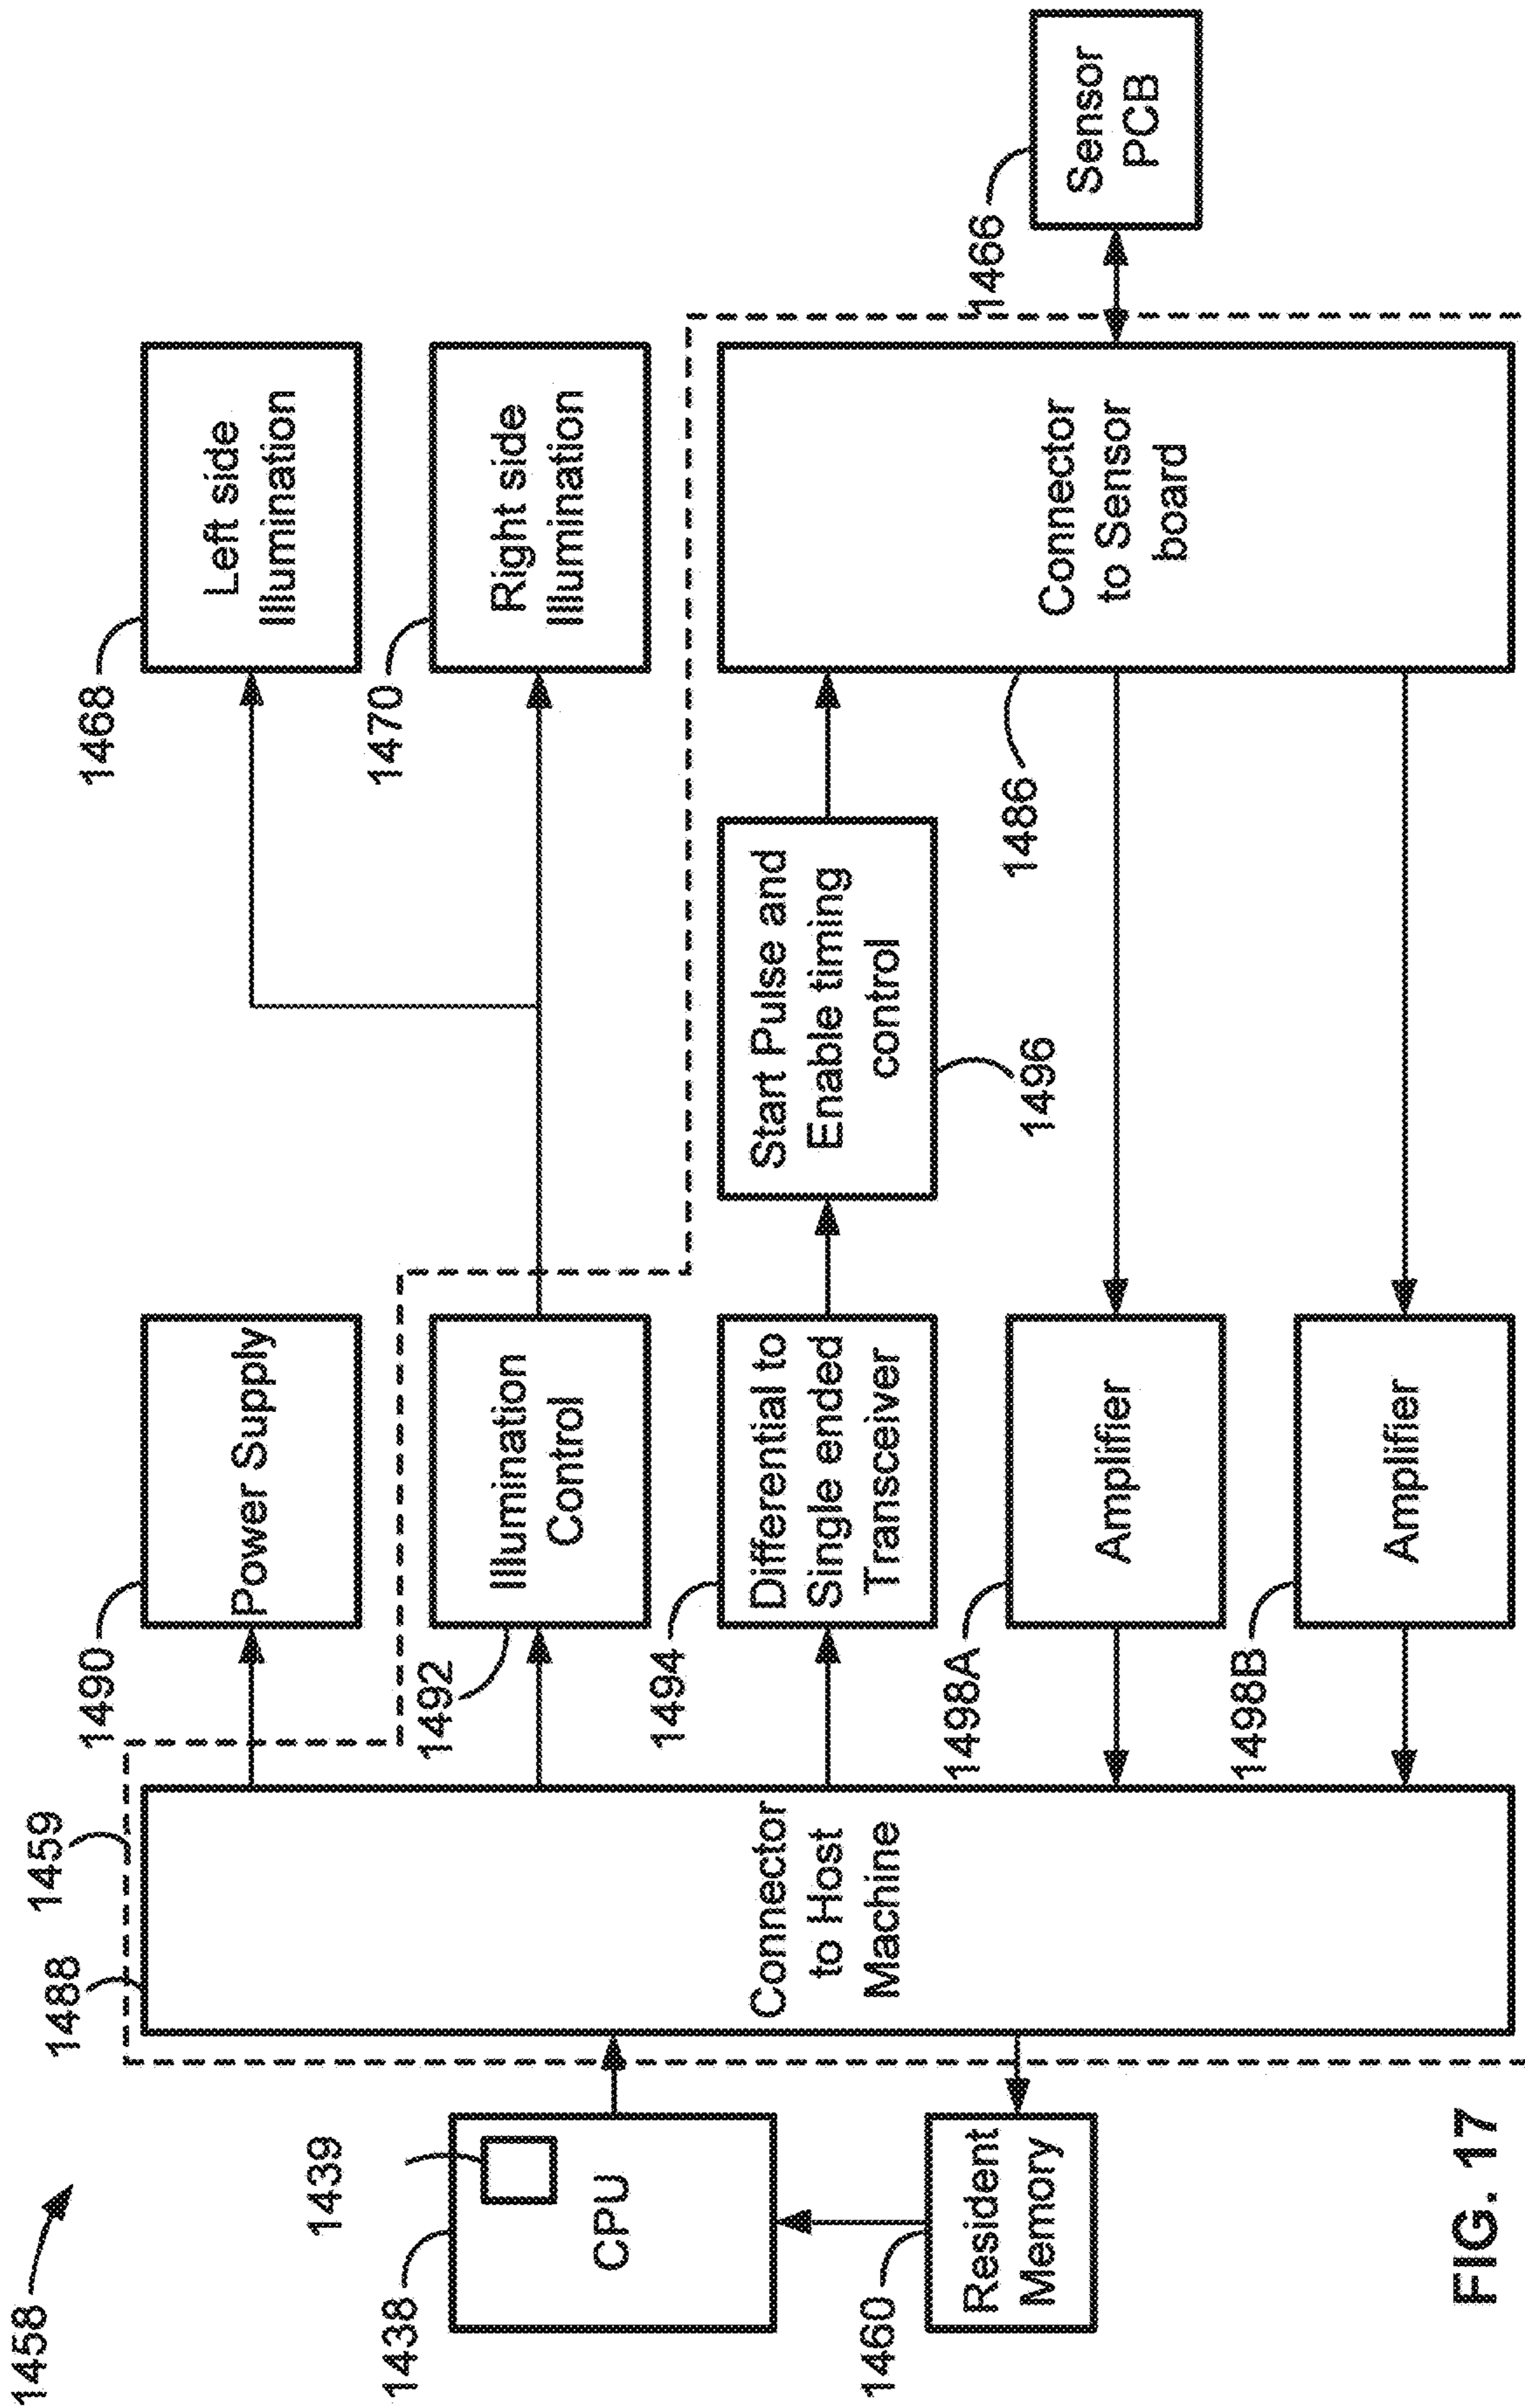 1458
1488
1459
1490
Power Supply
1468
Left side
Illumination
1439
1438
CPU
1492
Illumination
Control
1470
Right side
Illumination
Connector
to Host
Machine
1494
Differential to
Single ended
Transceiver
Start Pulse and
Enable timing
control
1496
1486
Connector
to Sensor
board
1466
Sensor
PCB
1460
Resident
Memory
1498A
Amplifier
1498B
Amplifier
FIG. 17